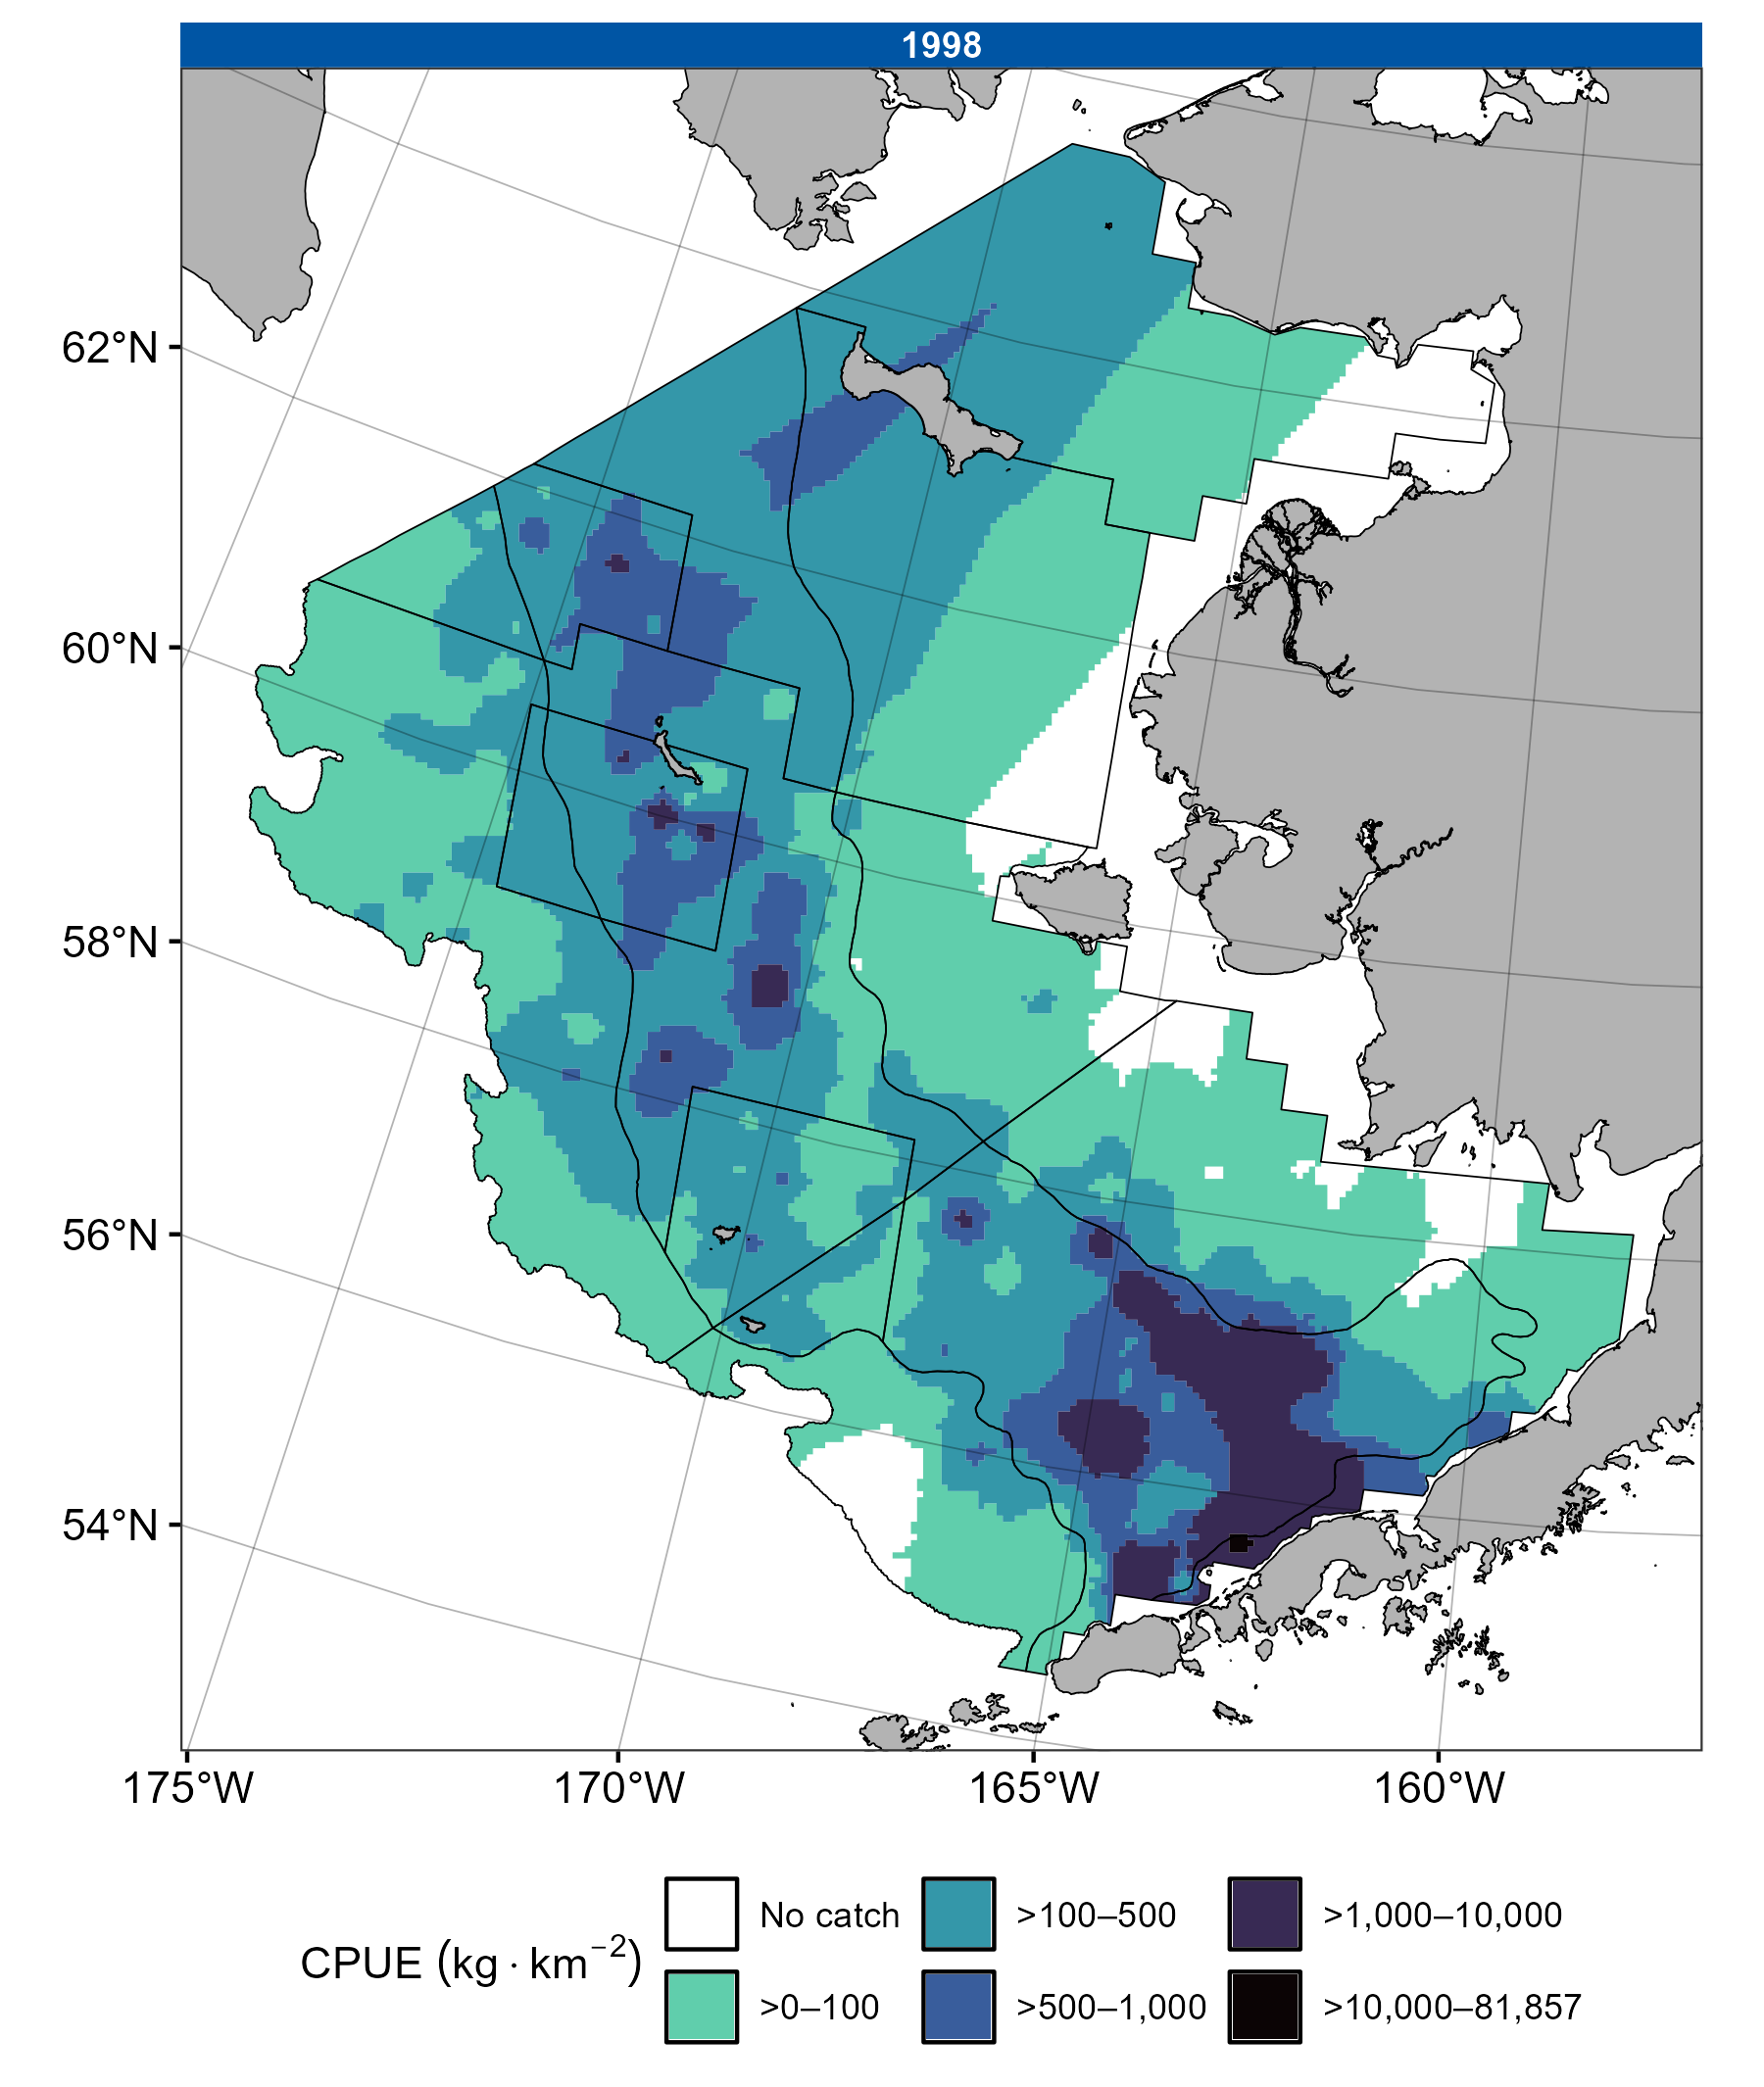 1998
62°N
60°N
58°N
56°N
54°N
175°W 170°W 165°W 160°W
CPUE (kg · km⁻²)
No catch >100–500 >1,000–10,000
>0–100 >500–1,000 >10,000–81,857